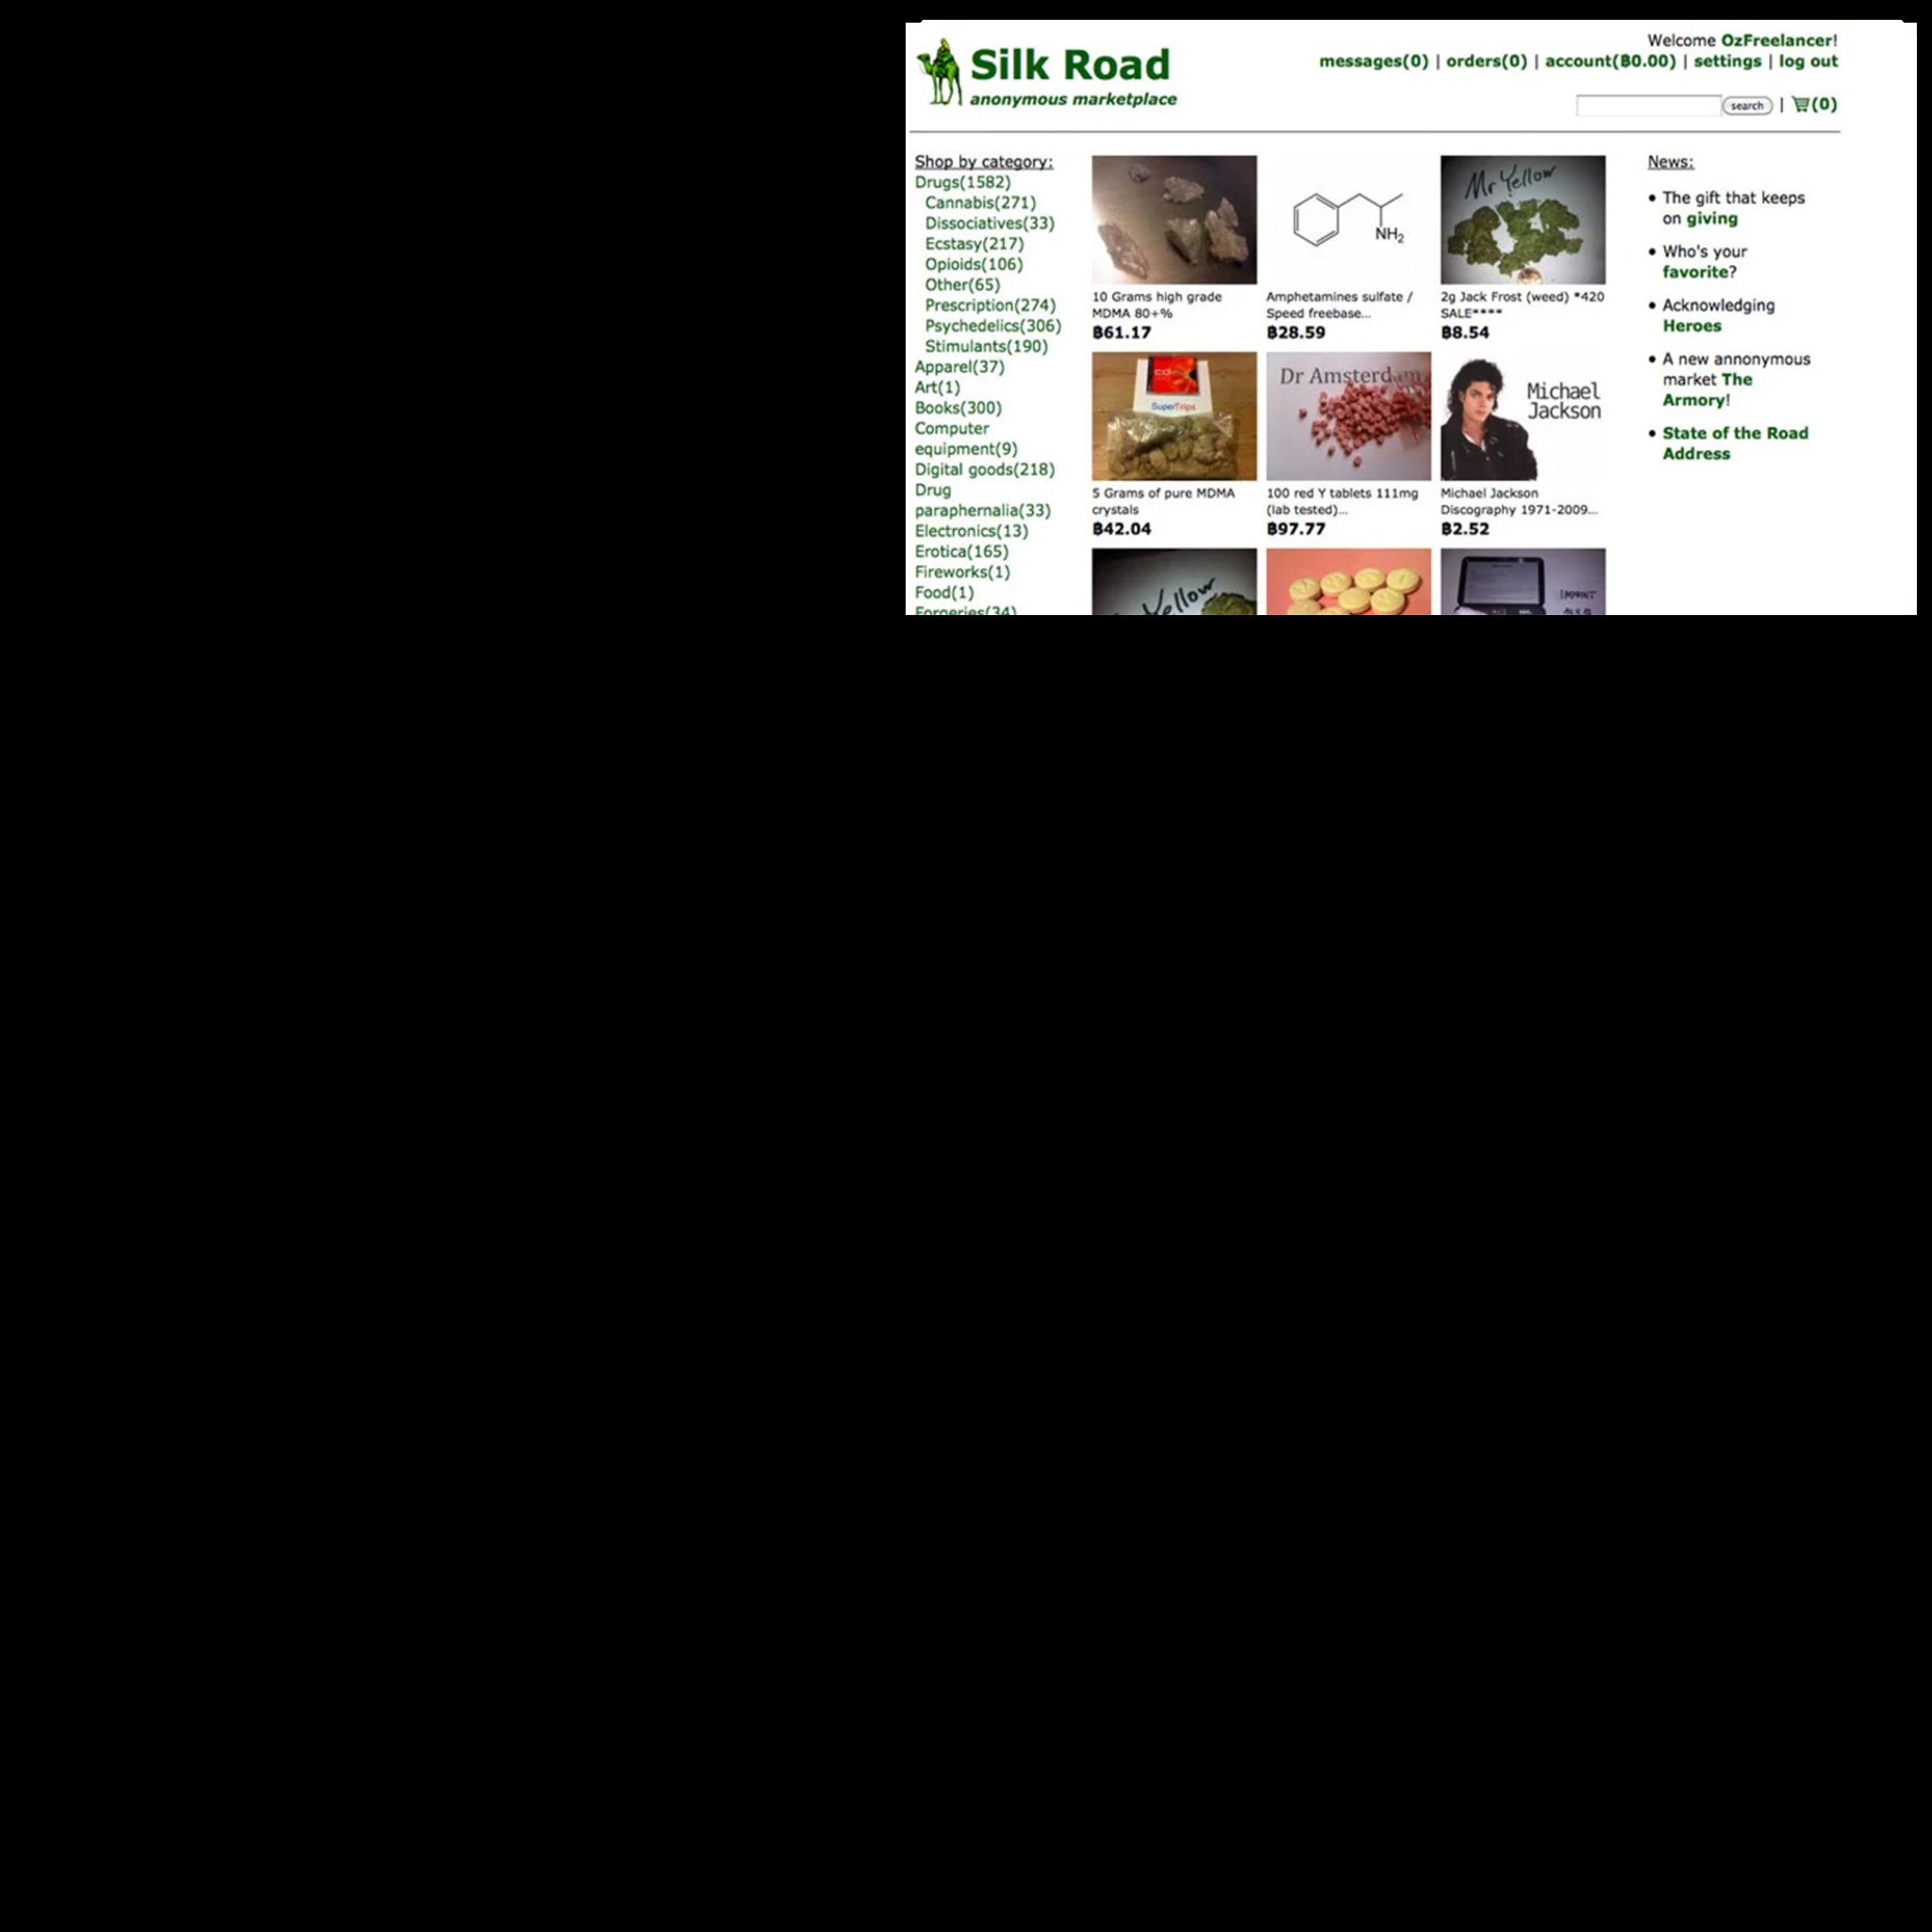 Silk Road
anonymous marketplace
Welcome OzFreelancer!
messages(0) | orders(0) | account(฿0.00) | settings | log out
search | (0)
Shop by category:
Drugs(1582)
Cannabis(271)
Dissociatives(33)
Ecstasy(217)
Opioids(106)
Other(65)
Prescription(274)
Psychedelics(306)
Stimulants(190)
Apparel(37)
Art(1)
Books(300)
Computer
equipment(9)
Digital goods(218)
Drug
paraphernalia(33)
Electronics(13)
Erotica(165)
Fireworks(1)
Food(1)
Forgeries(34)
10 Grams high grade
MDMA 80+%
฿61.17
NH2
Amphetamines sulfate /
Speed freebase...
฿28.59
Mr Yellow
2g Jack Frost (weed) *420
SALE****
฿8.54
cd
SuperTrips
5 Grams of pure MDMA
crystals
฿42.04
Dr Amsterdam
100 red Y tablets 111mg
(lab tested)...
฿97.77
Michael
Jackson
Michael Jackson
Discography 1971-2009...
฿2.52
Yellow
IMPRINT
News:
• The gift that keeps
on giving
• Who's your
favorite?
• Acknowledging
Heroes
• A new annonymous
market The
Armory!
• State of the Road
Address